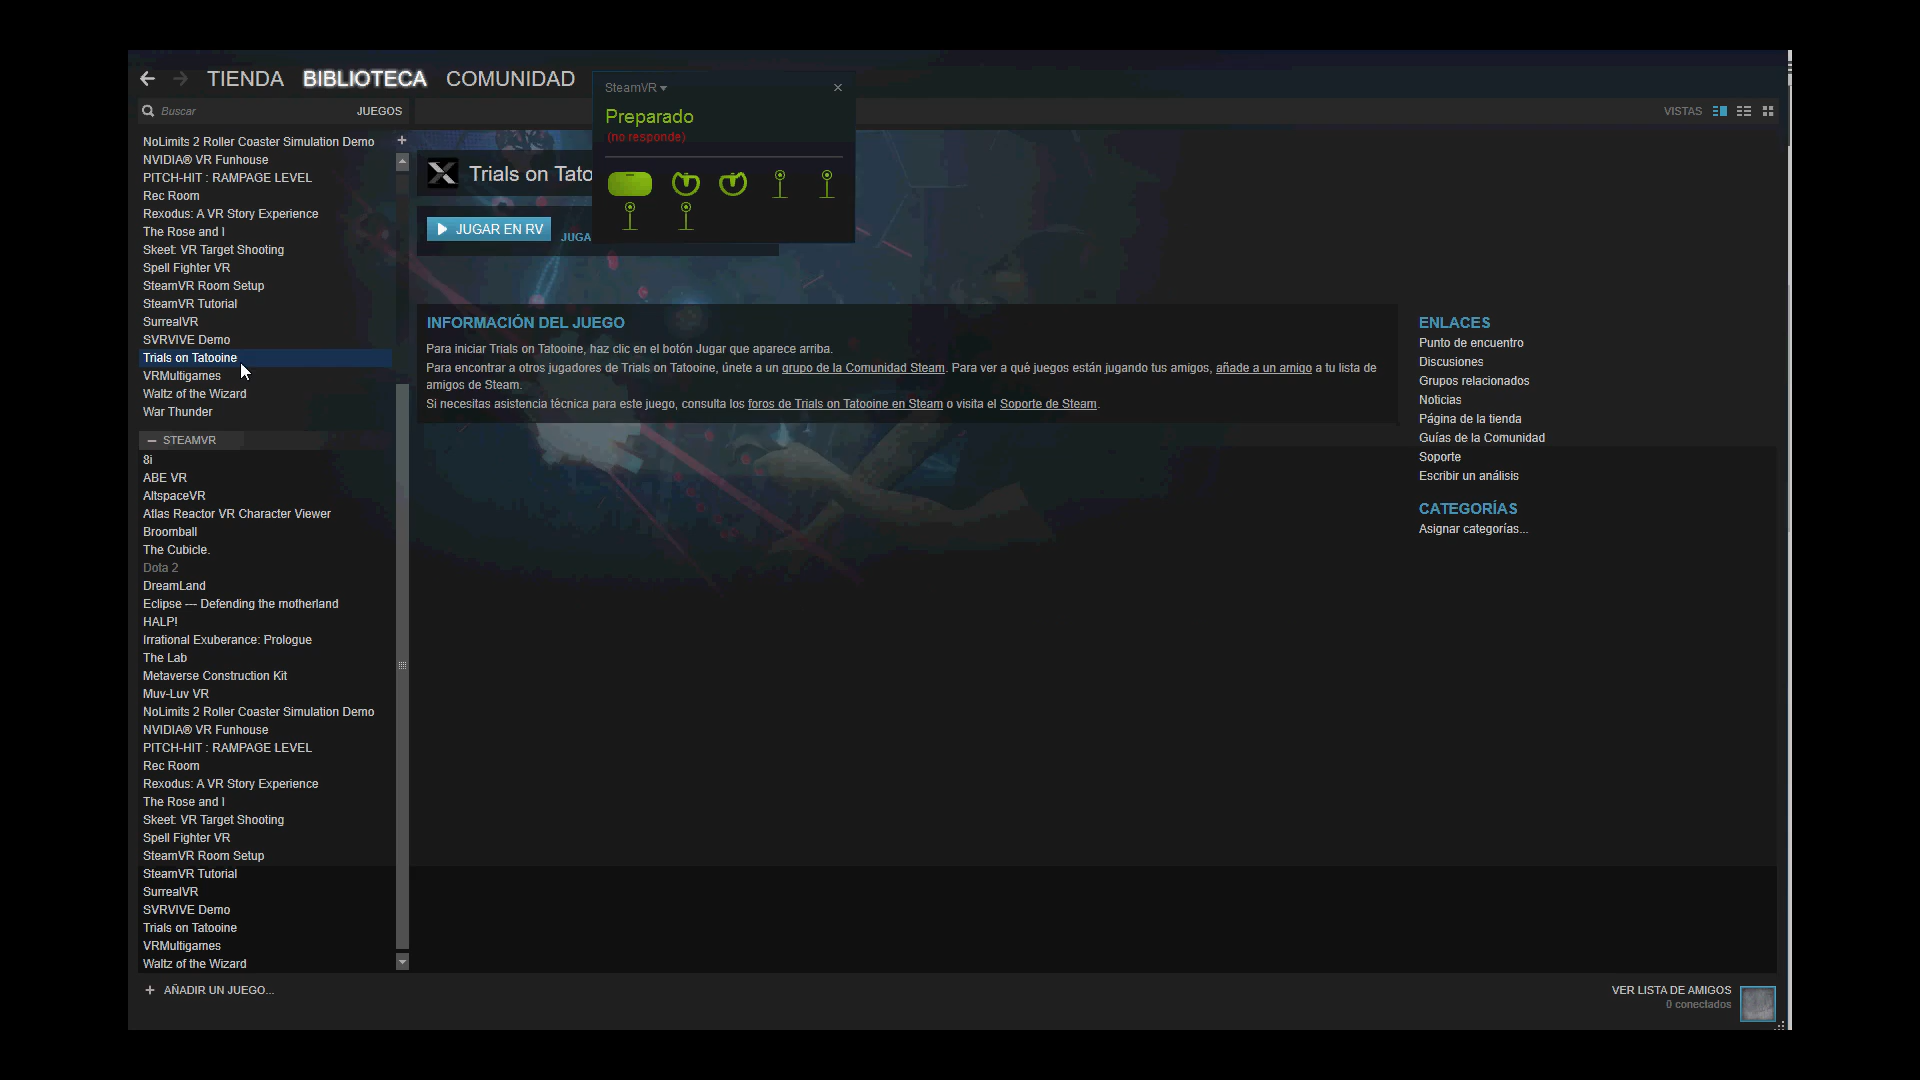 TIENDA BIBLIOTECA COMUNIDAD
Buscar
JUEGOS
NoLimits 2 Roller Coaster Simulation Demo
NVIDIA® VR Funhouse
PITCH-HIT : RAMPAGE LEVEL
Rec Room
Rexodus: A VR Story Experience
The Rose and I
Skeet: VR Target Shooting
Spell Fighter VR
SteamVR Room Setup
SteamVR Tutorial
SurrealVR
SVRVIVE Demo
Trials on Tatooine
VRMultigames
Waltz of the Wizard
War Thunder
STEAMVR
8i
ABE VR
AltspaceVR
Atlas Reactor VR Character Viewer
Broomball
The Cubicle.
Dota 2
DreamLand
Eclipse --- Defending the motherland
HALP!
Irrational Exuberance: Prologue
The Lab
Metaverse Construction Kit
Muv-Luv VR
NoLimits 2 Roller Coaster Simulation Demo
NVIDIA® VR Funhouse
PITCH-HIT : RAMPAGE LEVEL
Rec Room
Rexodus: A VR Story Experience
The Rose and I
Skeet: VR Target Shooting
Spell Fighter VR
SteamVR Room Setup
SteamVR Tutorial
SurrealVR
SVRVIVE Demo
Trials on Tatooine
VRMultigames
Waltz of the Wizard
+ AÑADIR UN JUEGO...
SteamVR
Preparado
(no responde)
Trials on Tatoo
JUGAR EN RV
JUGA
VISTAS
INFORMACIÓN DEL JUEGO
Para iniciar Trials on Tatooine, haz clic en el botón Jugar que aparece arriba.
Para encontrar a otros jugadores de Trials on Tatooine, únete a un grupo de la Comunidad Steam. Para ver a qué juegos están jugando tus amigos, añade a un amigo a tu lista de
amigos de Steam.
Si necesitas asistencia técnica para este juego, consulta los foros de Trials on Tatooine en Steam o visita el Soporte de Steam.
ENLACES
Punto de encuentro
Discusiones
Grupos relacionados
Noticias
Página de la tienda
Guías de la Comunidad
Soporte
Escribir un análisis
CATEGORÍAS
Asignar categorías...
VER LISTA DE AMIGOS
0 conectados